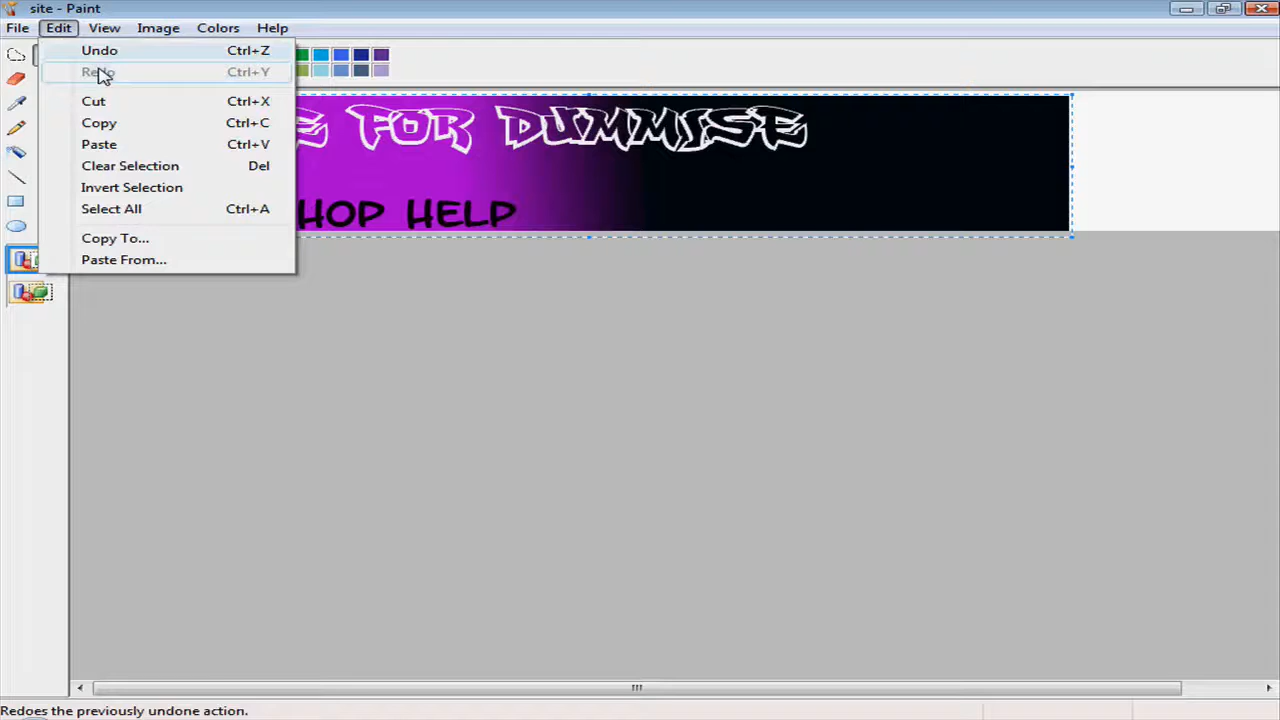 site - Paint
File Edit View Image Colors Help
Undo Ctrl+Z
Redo Ctrl+Y
Cut Ctrl+X
Copy Ctrl+C
Paste Ctrl+V
Clear Selection Del
Invert Selection
Select All Ctrl+A
Copy To...
Paste From...
E FOR DUMMISE
HOP HELP
Redoes the previously undone action.